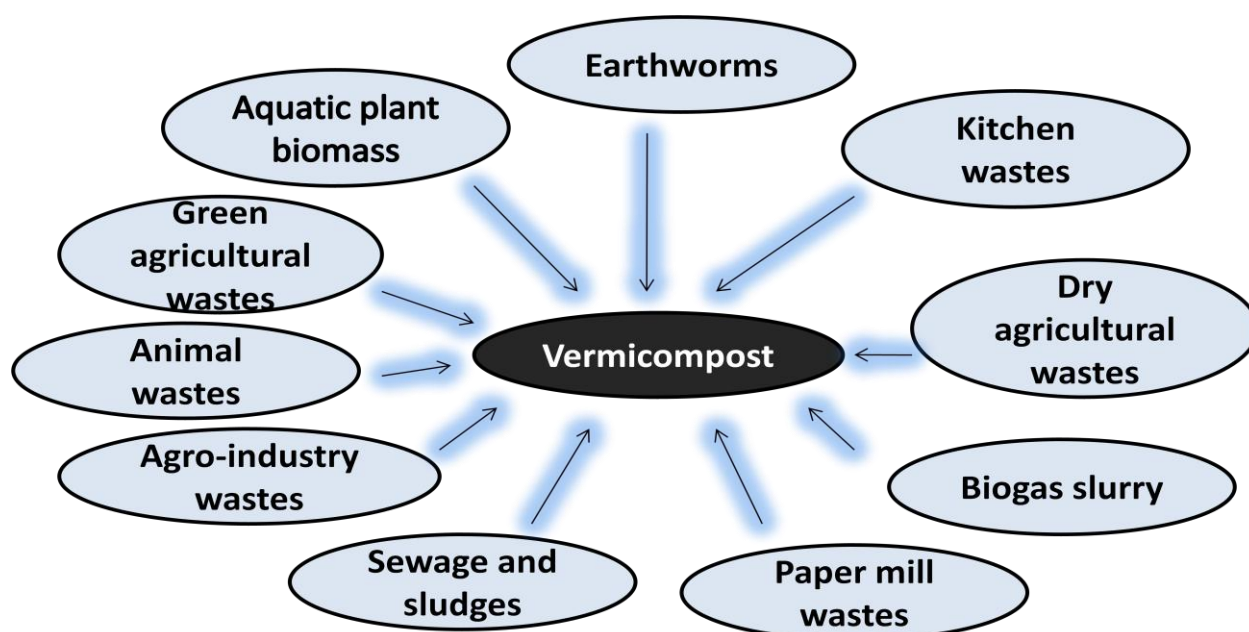 Earthworms
Aquatic plant
biomass
Kitchen
wastes
Green
agricultural
wastes
Dry
agricultural
wastes
Vermicompost
Animal
wastes
Agro-industry
wastes
Biogas slurry
Sewage and
sludges
Paper mill
wastes